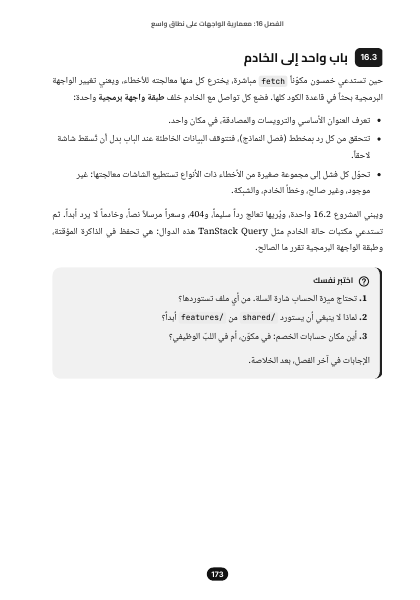 الفصل 16: معمارية الواجهات على نطاق واسع
16.3 باب واحد إلى الخادم
حين تستدعي خمسون مكوّناً fetch مباشرة، يخترع كل منها معالجته للأخطاء، ويعني تغيير الواجهة
البرمجية بحثاً في قاعدة الكود كلها. فضع كل تواصل مع الخادم خلف طبقة واجهة برمجية واحدة:
• تعرف العنوان الأساسي والترويسات والمصادقة، في مكان واحد.
• تتحقق من كل رد بمخطط (فصل النماذج)، فتتوقف البيانات الخاطئة عند الباب بدل أن تُسقط شاشة
لاحقاً.
• تحوّل كل فشل إلى مجموعة صغيرة من الأخطاء ذات الأنواع تستطيع الشاشات معالجتها: غير
موجود، وغير صالح، وخطأ الخادم، والشبكة.
ويبني المشروع 16.2 واحدة، ويُريها تعالج رداً سليماً، و404، وسعراً مرسلاً نصاً، وخادماً لا يرد أبداً. ثم
تستدعي مكتبات حالة الخادم مثل TanStack Query هذه الدوال: هي تحتفظ في الذاكرة المؤقتة،
وطبقة الواجهة البرمجية تقرر ما الصالح.
اختبر نفسك
1. تحتاج ميزة الحساب شارة السلة. من أي ملف تستوردها؟
2. لماذا لا ينبغي أن يستورد shared/ من features/ أبداً؟
3. أين مكان حسابات الخصم: في مكوّن، أم في اللبّ الوظيفي؟
الإجابات في آخر الفصل، بعد الخلاصة.
173